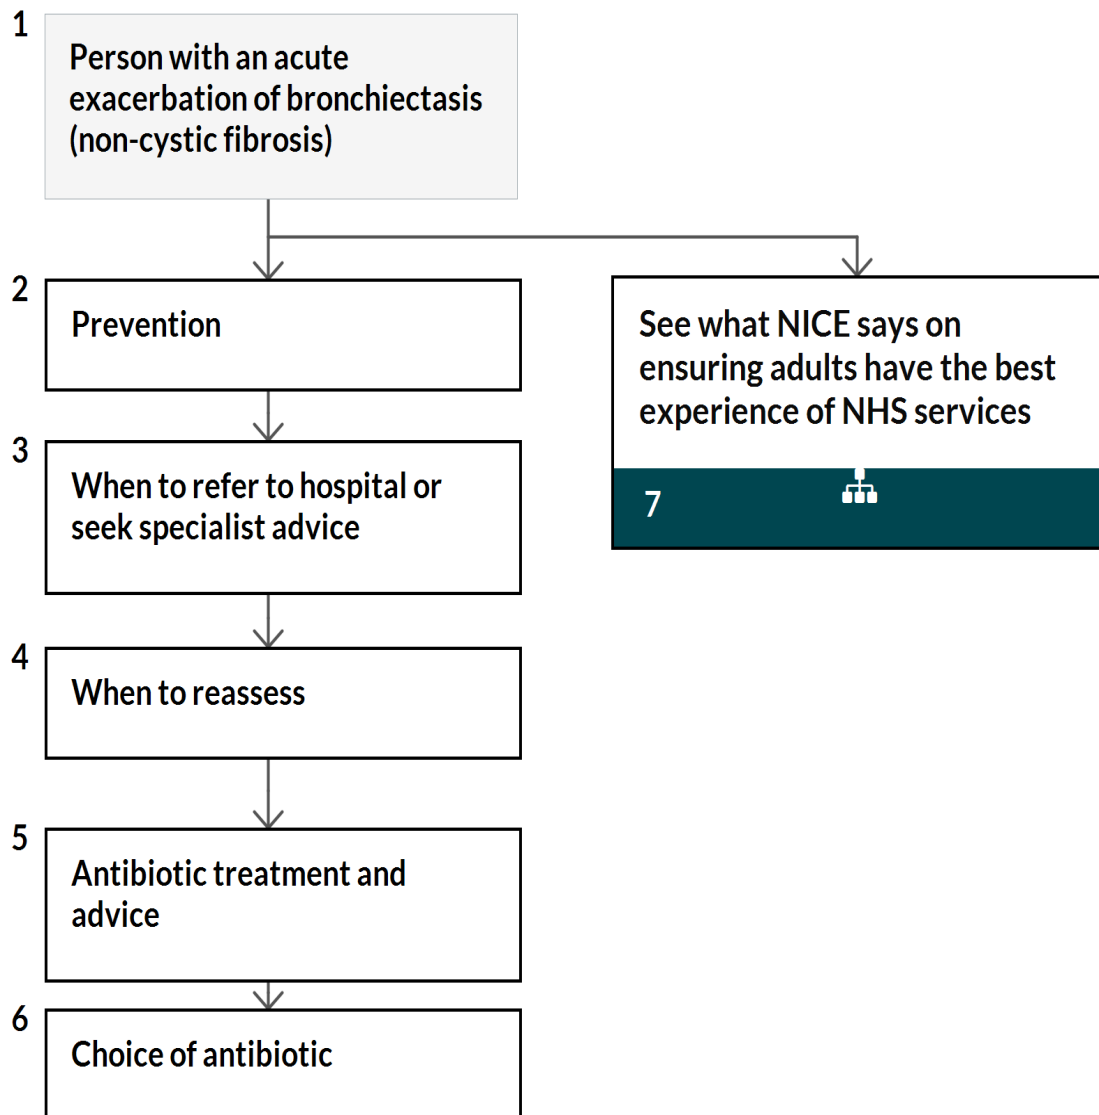 1
Person with an acute
exacerbation of bronchiectasis
(non-cystic fibrosis)
2
Prevention
See what NICE says on
ensuring adults have the best
experience of NHS services
7
3
When to refer to hospital or
seek specialist advice
4
When to reassess
5
Antibiotic treatment and
advice
6
Choice of antibiotic